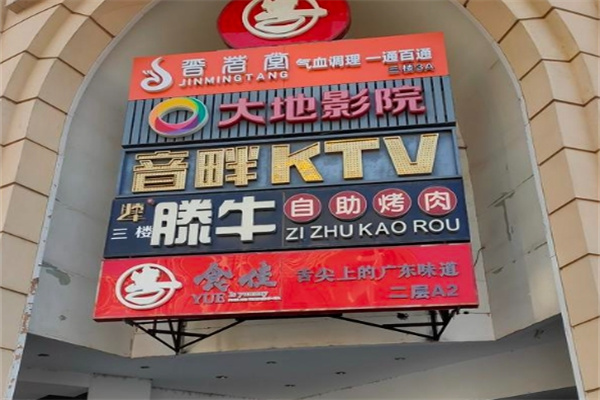 晋茗堂 气血调理 一通百通
JINMINGTANG 三楼3A
大地影院
音畔KTV
三楼 滕牛 自助烤肉
ZI ZHU KAO ROU
舌尖上的广东味道
YUE 二层A2